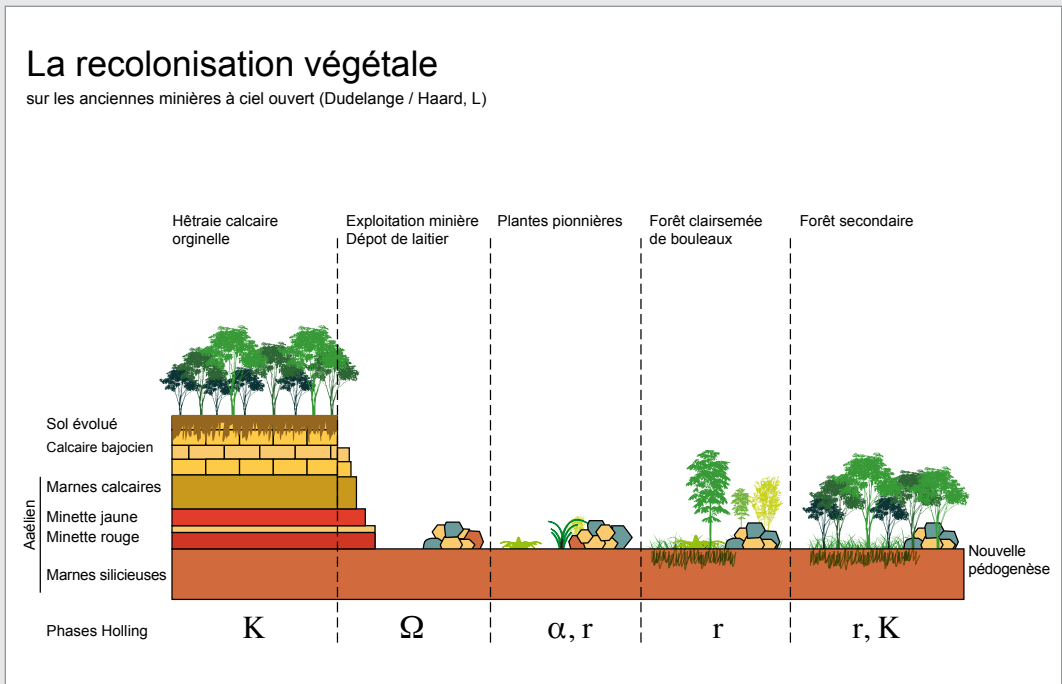 La recolonisation végétale
sur les anciennes minières à ciel ouvert (Dudelange / Haard, L)
Hêtraie calcaire
orginelle
Exploitation minière
Dépot de laitier
Plantes pionnières
Forêt clairsemée
de bouleaux
Forêt secondaire
Sol évolué
Calcaire bajocien
Aaélien
Marnes calcaires
Minette jaune
Minette rouge
Marnes silicieuses
Nouvelle
pédogenèse
Phases Holling
K
Ω
α, r
r
r, K